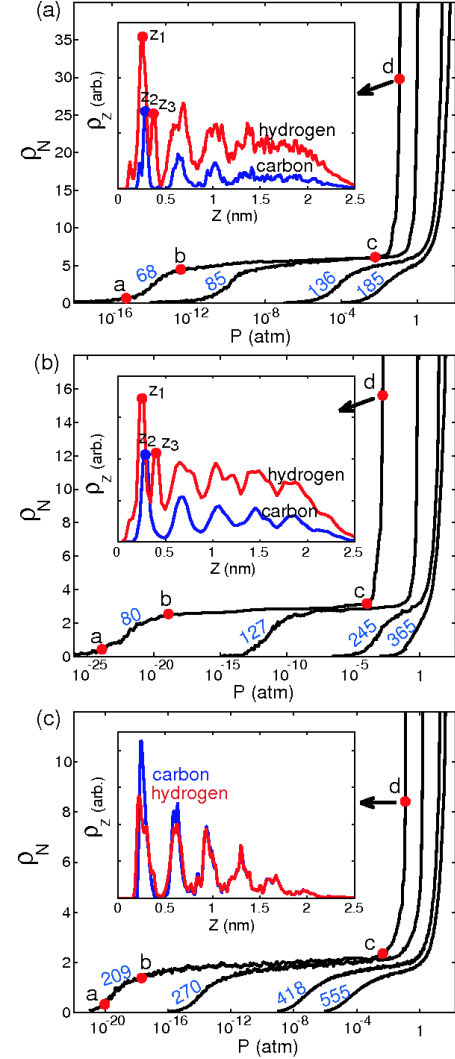 (a)
ρN
35
30
25
20
15
10
5
0
10-16
10-12
10-8
10-4
1
P (atm)
68
85
136
185
a
b
c
d
ρZ (arb.)
z1
z2
z3
hydrogen
carbon
0
0.5
1
1.5
2
2.5
Z (nm)
(b)
ρN
16
14
12
10
8
6
4
2
0
10-25
10-20
10-15
10-10
10-5
1
P (atm)
80
127
245
365
a
b
c
d
ρZ (arb.)
z1
z2
z3
hydrogen
carbon
0
0.5
1
1.5
2
2.5
Z (nm)
(c)
ρN
10
8
6
4
2
0
10-20
10-16
10-12
10-8
10-4
1
P (atm)
209
270
418
555
a
b
c
d
ρZ (arb.)
carbon
hydrogen
0
0.5
1
1.5
2
2.5
Z (nm)